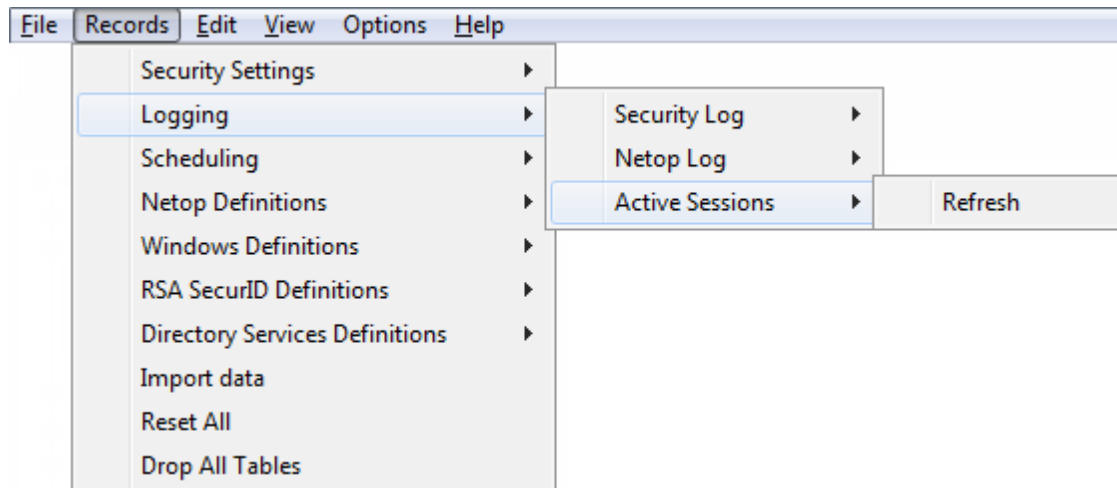 File Records Edit View Options Help
Security Settings
Logging
Security Log
Scheduling
Netop Log
Netop Definitions
Active Sessions
Refresh
Windows Definitions
RSA SecurID Definitions
Directory Services Definitions
Import data
Reset All
Drop All Tables